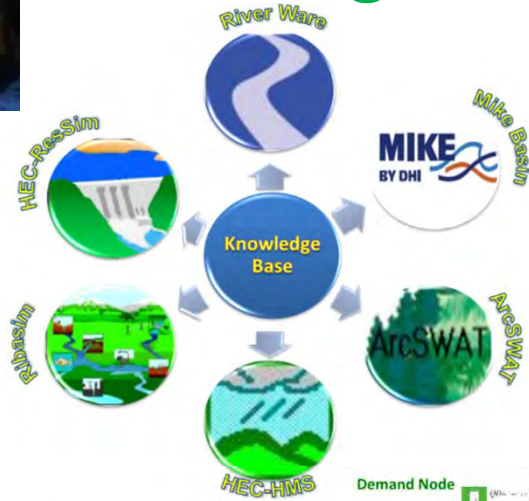 River Ware
HEC-ResSim
Mike Basin
MIKE
BY DHI
Knowledge
Base
Ribasim
ArcSWAT
ArcSWAT
HEC-HMS
Demand Node